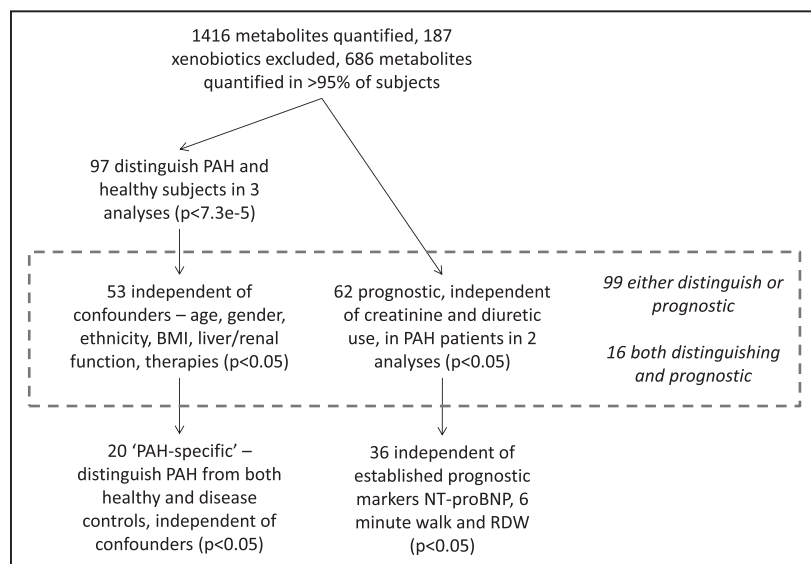 1416 metabolites quantified, 187
xenobiotics excluded, 686 metabolites
quantified in >95% of subjects
97 distinguish PAH and
healthy subjects in 3
analyses (p<7.3e-5)
53 independent of
confounders – age, gender,
ethnicity, BMI, liver/renal
function, therapies (p<0.05)
62 prognostic, independent
of creatinine and diuretic
use, in PAH patients in 2
analyses (p<0.05)
99 either distinguish or
prognostic
16 both distinguishing
and prognostic
20 ‘PAH-specific’ –
distinguish PAH from both
healthy and disease
controls, independent of
confounders (p<0.05)
36 independent of
established prognostic
markers NT-proBNP, 6
minute walk and RDW
(p<0.05)